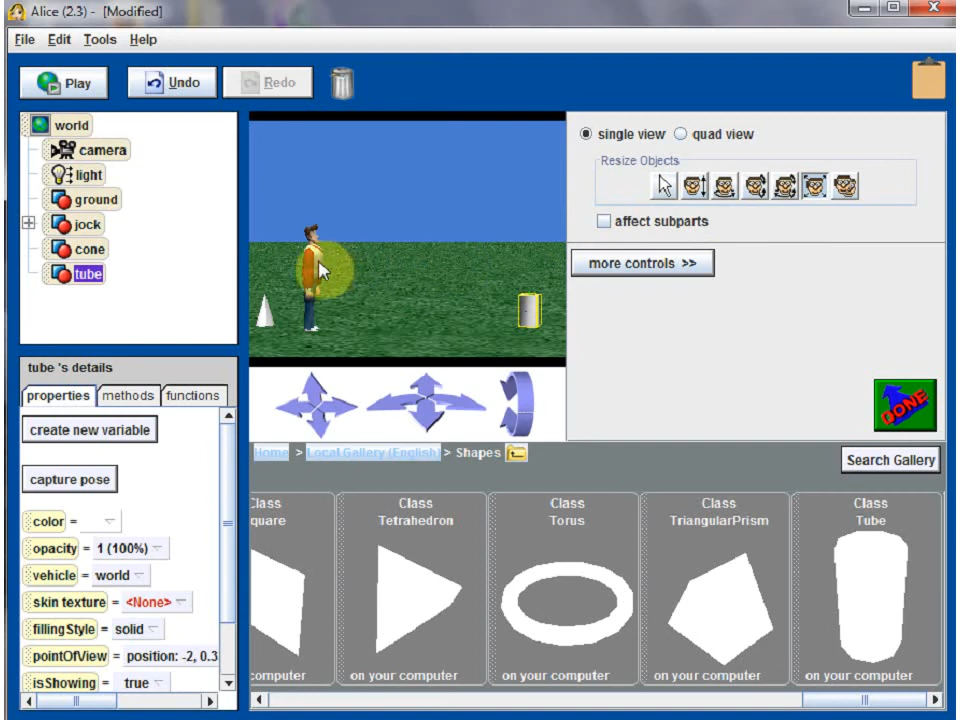 Alice (2.3) - [Modified]
File Edit Tools Help
Play Undo Redo
world
camera
light
ground
jock
cone
tube
single view quad view
Resize Objects
affect subparts
more controls >>
DONE
tube 's details
properties methods functions
create new variable
capture pose
color =
opacity = 1 (100%)
vehicle = world
skin texture = <None>
fillingStyle = solid
pointOfView = position: -2, 0.3
isShowing = true
Home > Local Gallery (English) > Shapes
Search Gallery
Class
quare
computer
Class
Tetrahedron
on your computer
Class
Torus
on your computer
Class
TriangularPrism
on your computer
Class
Tube
on your computer